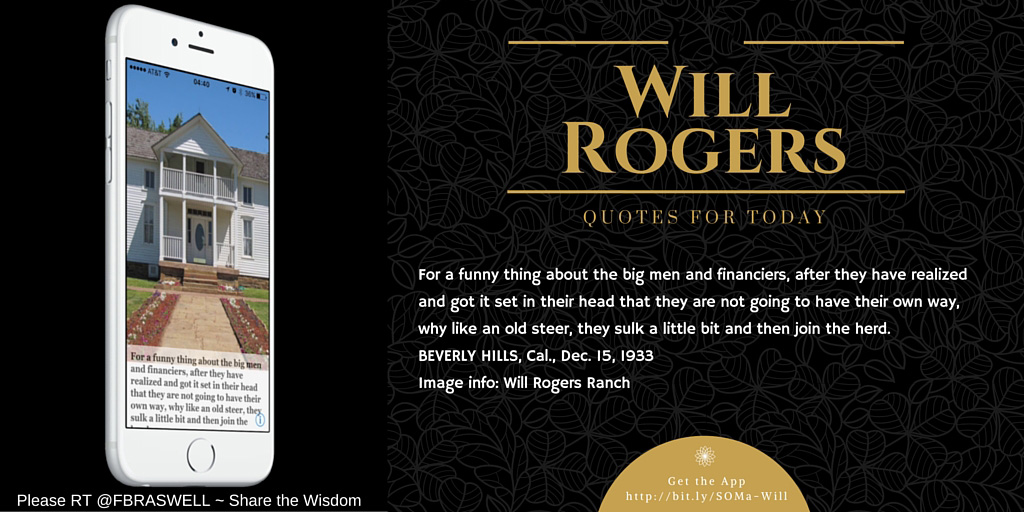 ●●●●● AT&T
04:40
36%
For a funny thing about the big men
and financiers, after they have
realized and got it set in their head
that they are not going to have their
own way, why like an old steer, they
sulk a little bit and then join the
Please RT @FBRASWELL ~ Share the Wisdom
WILL
ROGERS
QUOTES FOR TODAY
For a funny thing about the big men and financiers, after they have realized
and got it set in their head that they are not going to have their own way,
why like an old steer, they sulk a little bit and then join the herd.
BEVERLY HILLS, Cal., Dec. 15, 1933
Image info: Will Rogers Ranch
Get the App
http://bit.ly/SOMa-Will